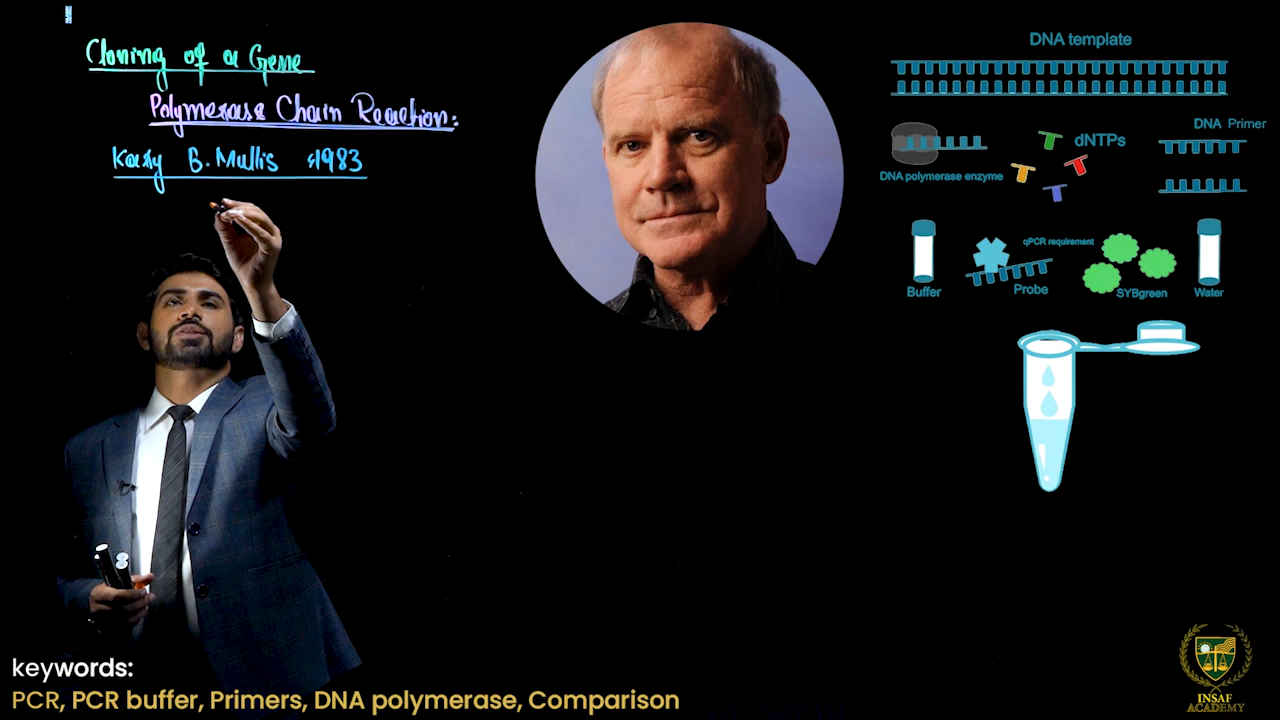 Cloning of a Gene
Polymerase Chain Reaction:
Kary B. Mullis 1983
DNA template
DNA Primer
dNTPs
DNA polymerase enzyme
qPCR requirement
Buffer
Probe
SYBgreen
Water
keywords:
PCR, PCR buffer, Primers, DNA polymerase, Comparison
INSAF
ACADEMY